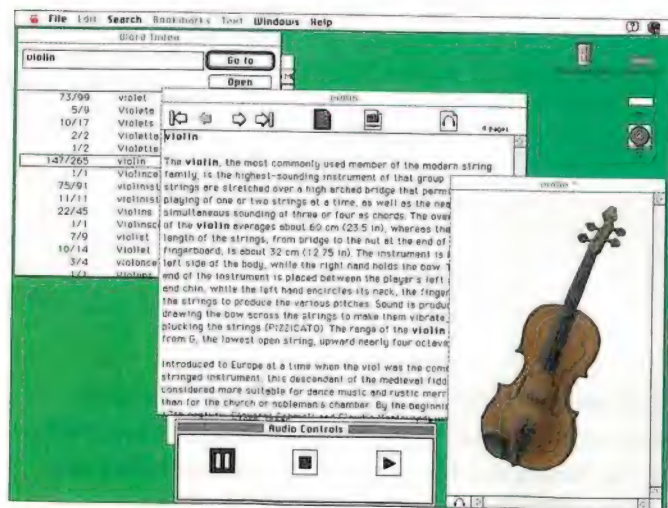 File Edit Search Bookmarks Text Windows Help
Word Index
violin
Go to
Open
73/99 violet
5/9 Violeta
10/17 Violets
2/2 Violetta
1/2 Violette
147/265 violin
1/1 Violince
75/91 violinist
11/11 violinist
22/45 Violins
1/1 Violinsc
7/9 violist
10/14 Violet
3/4 violonce
1/1
4 pages
violin
The violin, the most commonly used member of the modern string
family, is the highest-sounding instrument of that group
strings are stretched over a high arched bridge that perm
playing of one or two strings at a time, as well as the nea
simultaneous sounding of three or four as chords. The over
of the violin averages about 60 cm (23.5 in), whereas the
length of the strings, from bridge to the nut at the end of
fingerboard, is about 32 cm (12.75 in). The instrument is
left side of the body, while the right hand holds the bow. T
end of the instrument is placed between the player's left
and chin, while the left hand encircles its neck, the finger
the strings to produce the various pitches. Sound is produc
drawing the bow across the strings to make them vibrate,
plucking the strings (PIZZICATO). The range of the violin
from G, the lowest open string, upward nearly four octave
Introduced to Europe at a time when the viol was the comm
stringed instrument, this descendant of the medieval fidd
considered more suitable for dance music and rustic merr
than for the church or nobleman's chamber. By the beginnin
Audio Controls